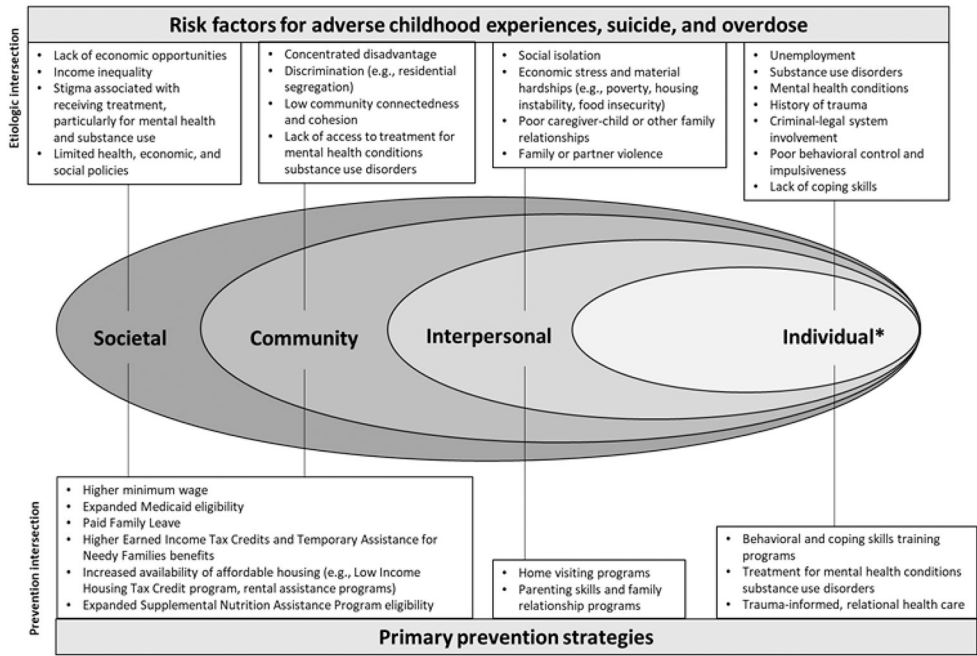 Risk factors for adverse childhood experiences, suicide, and overdose
Etiologic intersection
• Lack of economic opportunities
• Income inequality
• Stigma associated with
receiving treatment,
particularly for mental health
and substance use
• Limited health, economic, and
social policies
• Concentrated disadvantage
• Discrimination (e.g., residential
segregation)
• Low community connectedness
and cohesion
• Lack of access to treatment for
mental health conditions
substance use disorders
• Social isolation
• Economic stress and material
hardships (e.g., poverty, housing
instability, food insecurity)
• Poor caregiver-child or other family
relationships
• Family or partner violence
• Unemployment
• Substance use disorders
• Mental health conditions
• History of trauma
• Criminal-legal system
involvement
• Poor behavioral control and
impulsiveness
• Lack of coping skills
Societal
Community
Interpersonal
Individual*
Prevention intersection
• Higher minimum wage
• Expanded Medicaid eligibility
• Paid Family Leave
• Higher Earned Income Tax Credits and Temporary Assistance for
Needy Families benefits
• Increased availability of affordable housing (e.g., Low Income
Housing Tax Credit program, rental assistance programs)
• Expanded Supplemental Nutrition Assistance Program eligibility
• Home visiting programs
• Parenting skills and family
relationship programs
• Behavioral and coping skills training
programs
• Treatment for mental health conditions
substance use disorders
• Trauma-informed, relational health care
Primary prevention strategies